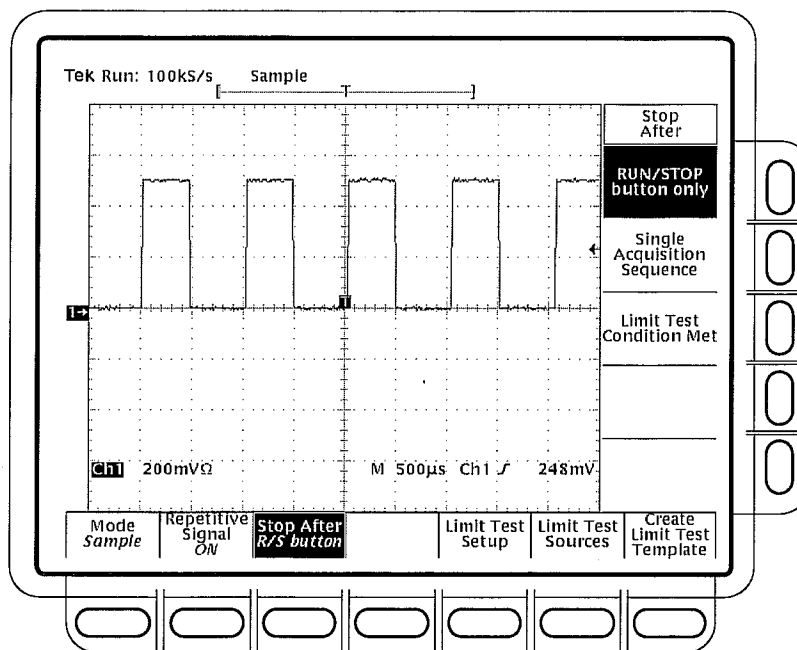 Tek Run: 100kS/s Sample
[ T ]
Stop
After
RUN/STOP
button only
Single
Acquisition
Sequence
Limit Test
Condition Met
T
1→
←
Ch1 200mVΩ M 500µs Ch1 ⎍ 248mV
Mode
Sample
Repetitive
Signal
ON
Stop After
R/S button
Limit Test
Setup
Limit Test
Sources
Create
Limit Test
Template